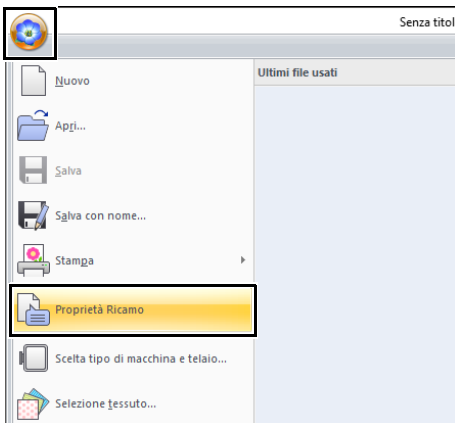 Senza titol
Ultimi file usati
Nuovo
Apri...
Salva
Salva con nome...
Stampa
Proprietà Ricamo
Scelta tipo di macchina e telaio...
Selezione tessuto...